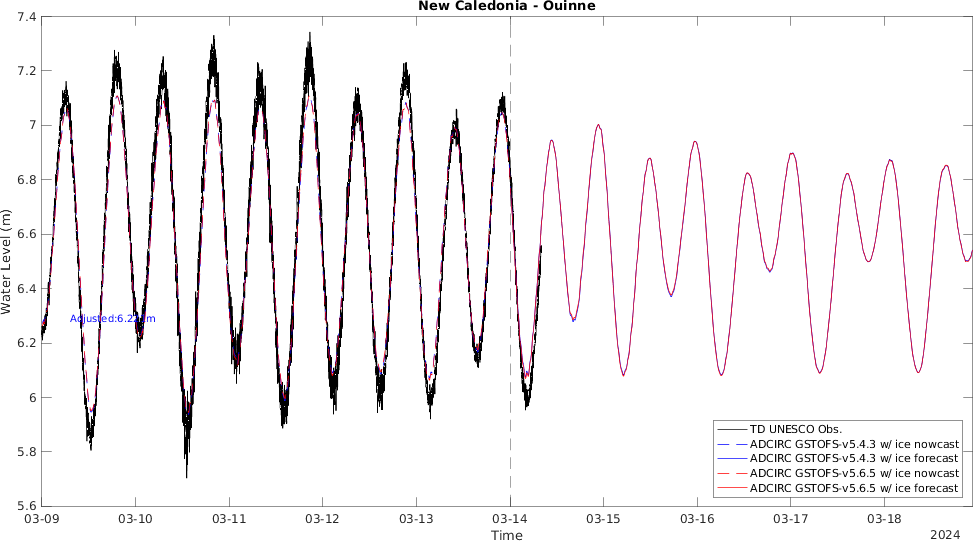 New Caledonia - Ouinne
7.4
7.2
7
6.8
6.6
6.4
6.2
6
5.8
5.6
Water Level (m)
Adjusted:6.22 m
03-09 03-10 03-11 03-12 03-13 03-14 03-15 03-16 03-17 03-18
Time
2024
TD UNESCO Obs.
ADCIRC GSTOFS-v5.4.3 w/ ice nowcast
ADCIRC GSTOFS-v5.4.3 w/ ice forecast
ADCIRC GSTOFS-v5.6.5 w/ ice nowcast
ADCIRC GSTOFS-v5.6.5 w/ ice forecast